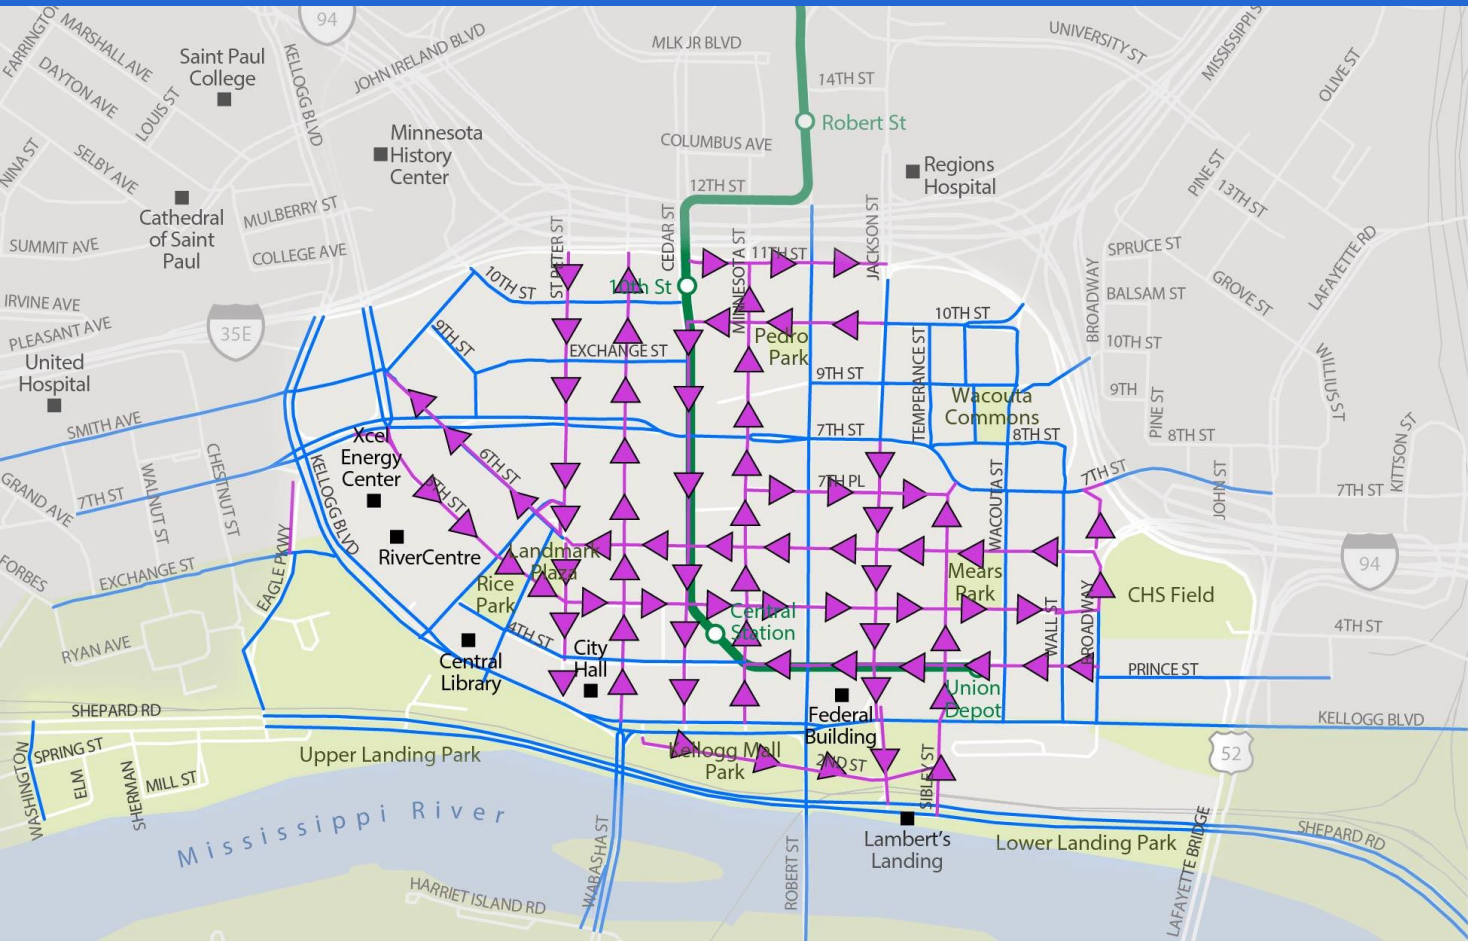 94
FARRINGTON
MARSHALL AVE
Saint Paul
College
KELLOGG BLVD
JOHN IRELAND BLVD
MLK JR BLVD
UNIVERSITY ST
MISSISSIPPI S
DAYTON AVE
LOUIS ST
14TH ST
OLIVE ST
Robert St
NINA ST
SELBY AVE
Minnesota
History
Center
COLUMBUS AVE
Regions
Hospital
PINE ST
13TH ST
12TH ST
Cathedral
of Saint
Paul
MULBERRY ST
SUMMIT AVE
COLLEGE AVE
ST PETER ST
CEDAR ST
MINNESOTA ST
11TH ST
JACKSON ST
SPRUCE ST
LAFAYETTE RD
BROADWAY
IRVINE AVE
10TH ST
10th St
BALSAM ST
GROVE ST
PLEASANT AVE
35E
9TH ST
10TH ST
Pedro
Park
10TH ST
United
Hospital
EXCHANGE ST
TEMPERANCE ST
9TH ST
WILLIUS ST
9TH
PINE ST
Wacouta
Commons
SMITH AVE
Xcel
Energy
Center
7TH ST
8TH ST
8TH ST
KITTSON ST
GRAND AVE
7TH ST
WALNUT ST
CHESTNUT ST
KELLOGG BLVD
6TH ST
5TH ST
7TH PL
WACOUTA ST
7TH ST
JOHN ST
7TH ST
RiverCentre
Landmark
Plaza
94
FORBES
EXCHANGE ST
EAGLE PKWY
Rice
Park
Mears
Park
CHS Field
Central
Station
WALL ST
BROADWAY
RYAN AVE
4TH ST
4TH ST
Central
Library
City
Hall
PRINCE ST
Union
Depot
SHEPARD RD
Federal
Building
KELLOGG BLVD
WASHINGTON
SPRING ST
ELM
SHERMAN
MILL ST
Upper Landing Park
Kellogg Mall
Park
2ND ST
SIBLEY ST
52
Mississippi River
Lambert's
Landing
Lower Landing Park
LAFAYETTE BRIDGE
SHEPARD RD
HARRIET ISLAND RD
WABASHA ST
ROBERT ST